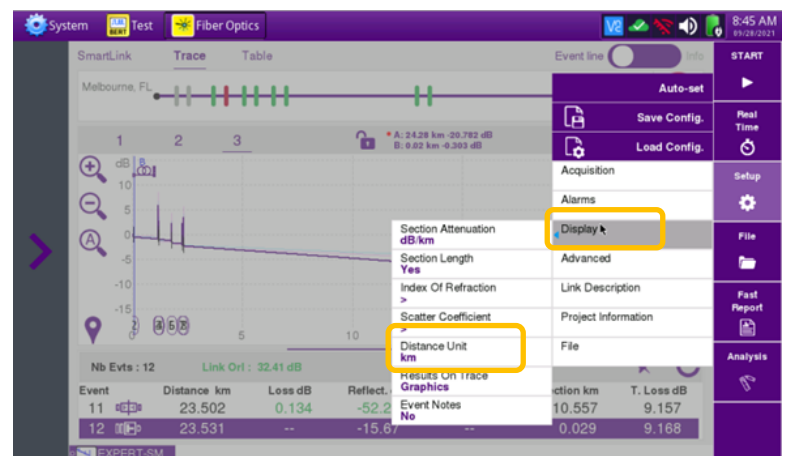 System
BERT
Test
Fiber Optics
V2
8:45 AM
09/28/2021
SmartLink
Trace
Table
Event line
Info
START
Melbourne, FL
Auto-set
Save Config.
Real
Time
1
2
3
A: 24.28 km -20.782 dB
B: 0.02 km -0.303 dB
Load Config.
dB
B
10
5
0
-5
-10
-15
5
10
Acquisition
Setup
Alarms
Section Attenuation
dB/km
Display
File
Section Length
Yes
Advanced
Index Of Refraction
>
Link Description
Fast
Report
Scatter Coefficient
>
Project Information
Distance Unit
km
File
Analysis
Results On Trace
Graphics
Event Notes
No
Nb Evts : 12
Link Orl : 32.41 dB
Event
Distance km
Loss dB
Reflect.
ction km
T. Loss dB
11
23.502
0.134
-52.2
10.557
9.157
12
23.531
--
-15.67
--
0.029
9.168
EXPERT-SM